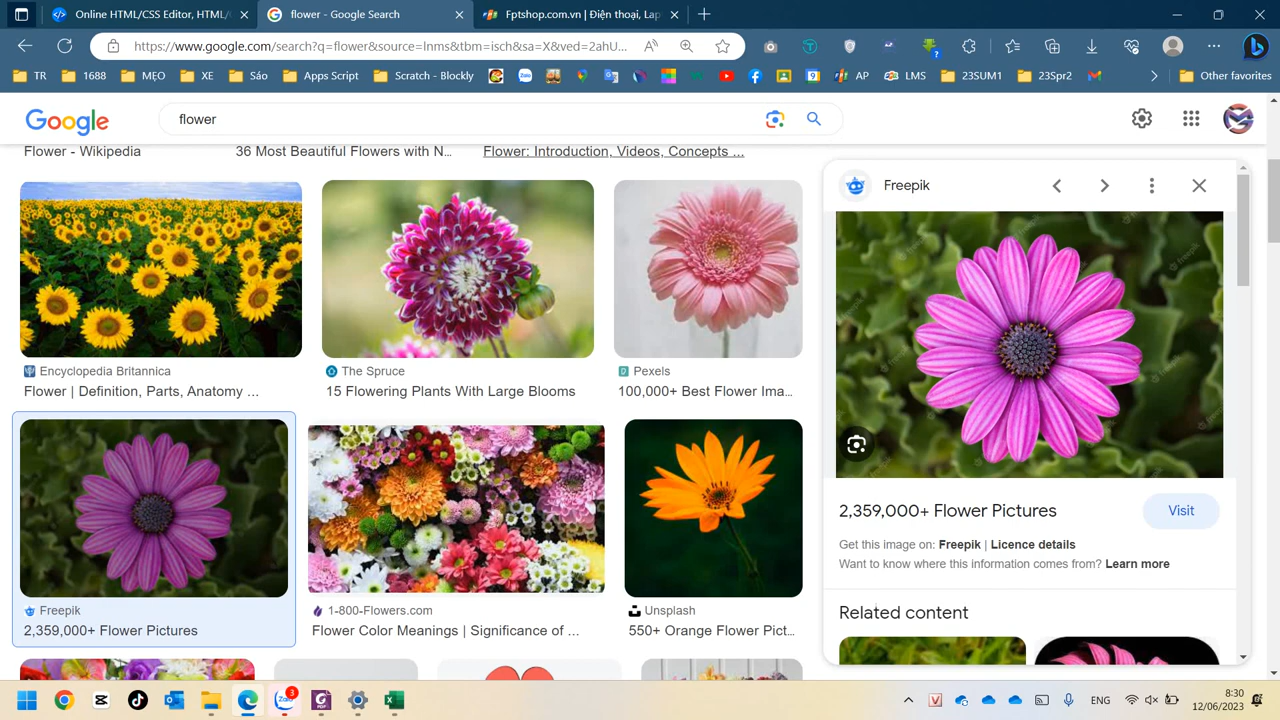 Online HTML/CSS Editor, HTML/
flower - Google Search
Fptshop.com.vn | Điện thoại, Lap
https://www.google.com/search?q=flower&source=lnms&tbm=isch&sa=X&ved=2ahU...
TR
1688
MẸO
XE
Sáo
Apps Script
Scratch - Blockly
AP
LMS
23SUM1
23Spr2
Other favorites
Google
flower
Flower - Wikipedia
36 Most Beautiful Flowers with N...
Flower: Introduction, Videos, Concepts ...
Encyclopedia Britannica
Flower | Definition, Parts, Anatomy ...
The Spruce
15 Flowering Plants With Large Blooms
Pexels
100,000+ Best Flower Ima...
Freepik
2,359,000+ Flower Pictures
1-800-Flowers.com
Flower Color Meanings | Significance of ...
Unsplash
550+ Orange Flower Pict...
Freepik
2,359,000+ Flower Pictures
Visit
Get this image on: Freepik | Licence details
Want to know where this information comes from? Learn more
Related content
3
ENG
8:30
12/06/2023